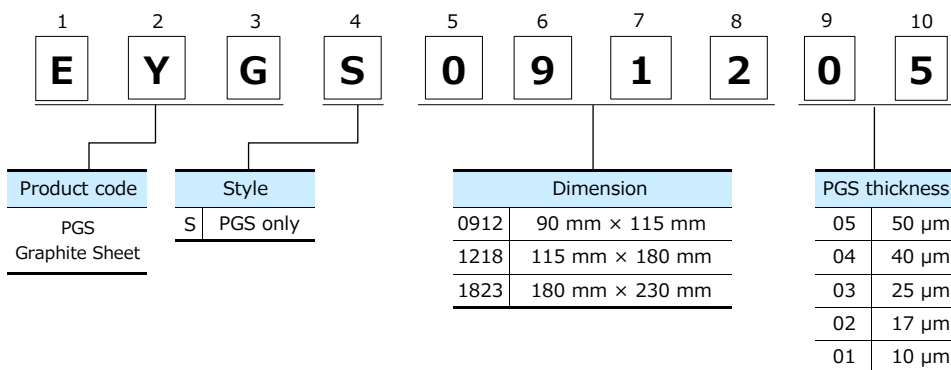 1 2 3 4 5 6 7 8 9 10
E Y G S 0 9 1 2 0 5
Product code
PGS
Graphite Sheet
Style
S PGS only
Dimension
0912 90 mm × 115 mm
1218 115 mm × 180 mm
1823 180 mm × 230 mm
PGS thickness
05 50 μm
04 40 μm
03 25 μm
02 17 μm
01 10 μm